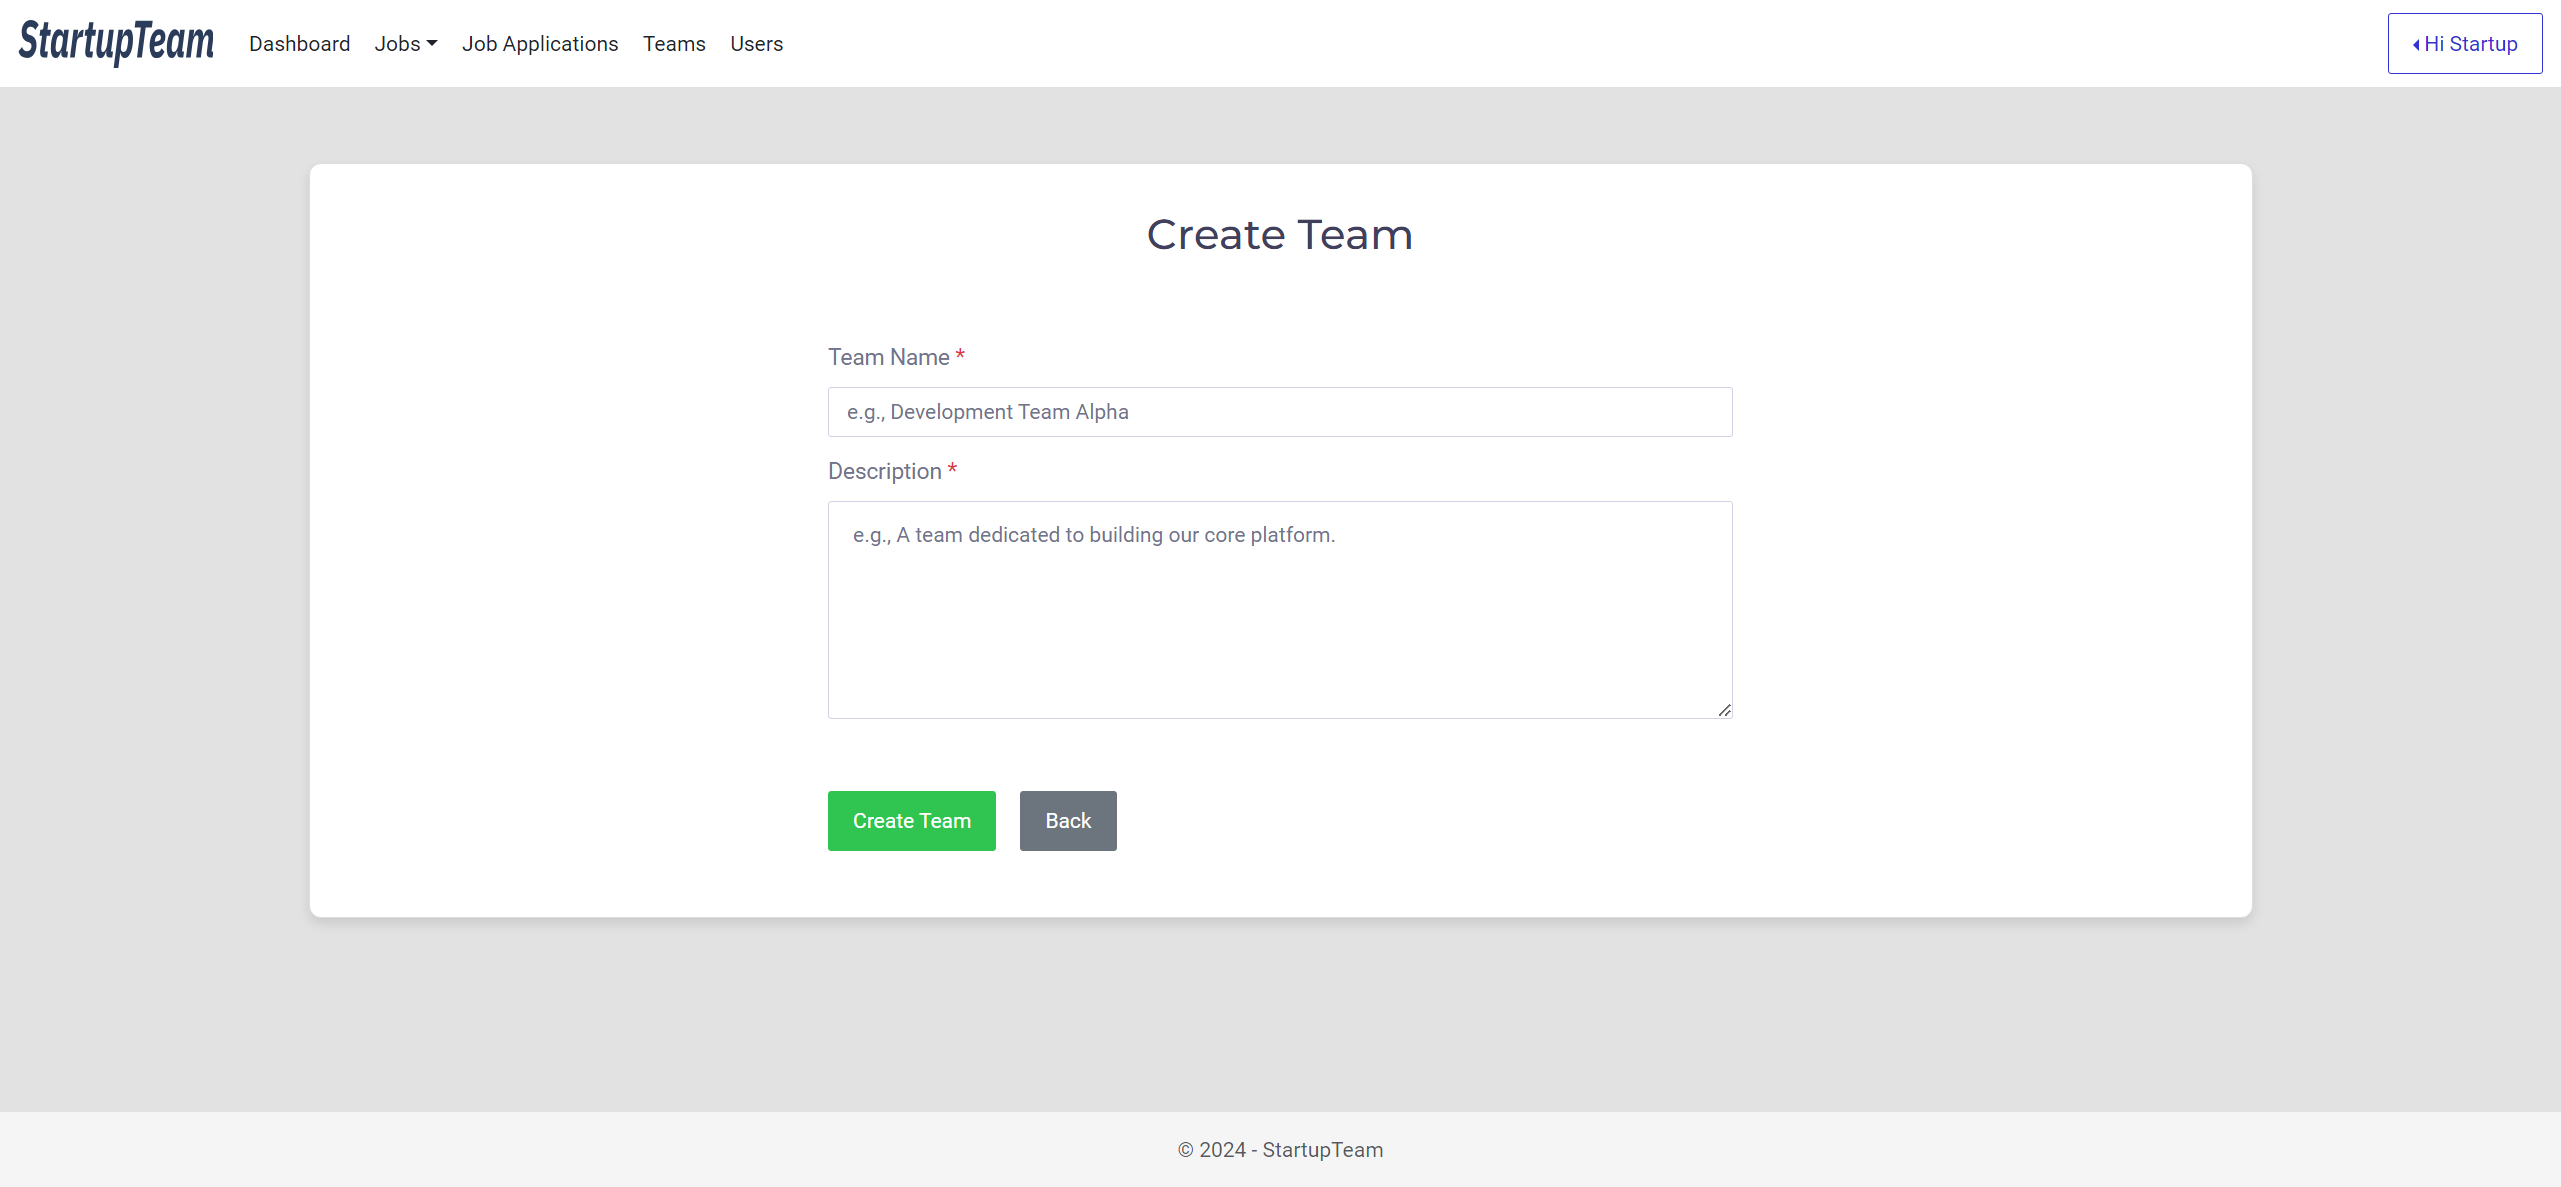 StartupTeam Dashboard Jobs Job Applications Teams Users Hi Startup
Create Team
Team Name *
e.g., Development Team Alpha
Description *
e.g., A team dedicated to building our core platform.
Create Team Back
© 2024 - StartupTeam